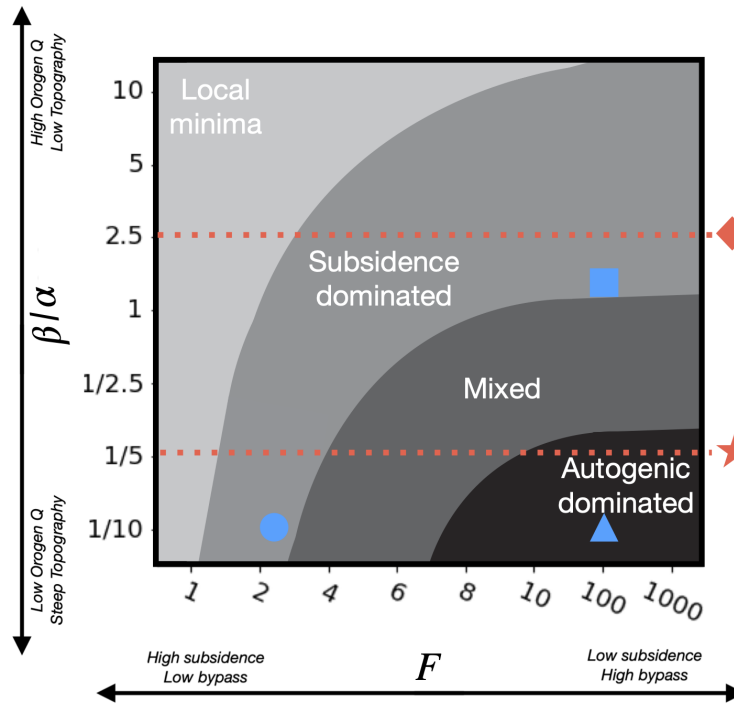 High Orogen Q
Low Topography
β/α
Low Orogen Q
Steep Topography
10
5
2.5
1
1/2.5
1/5
1/10
Local
minima
Subsidence
dominated
Mixed
Autogenic
dominated
1 2 4 6 8 10 100 1000
High subsidence
Low bypass
F
Low subsidence
High bypass